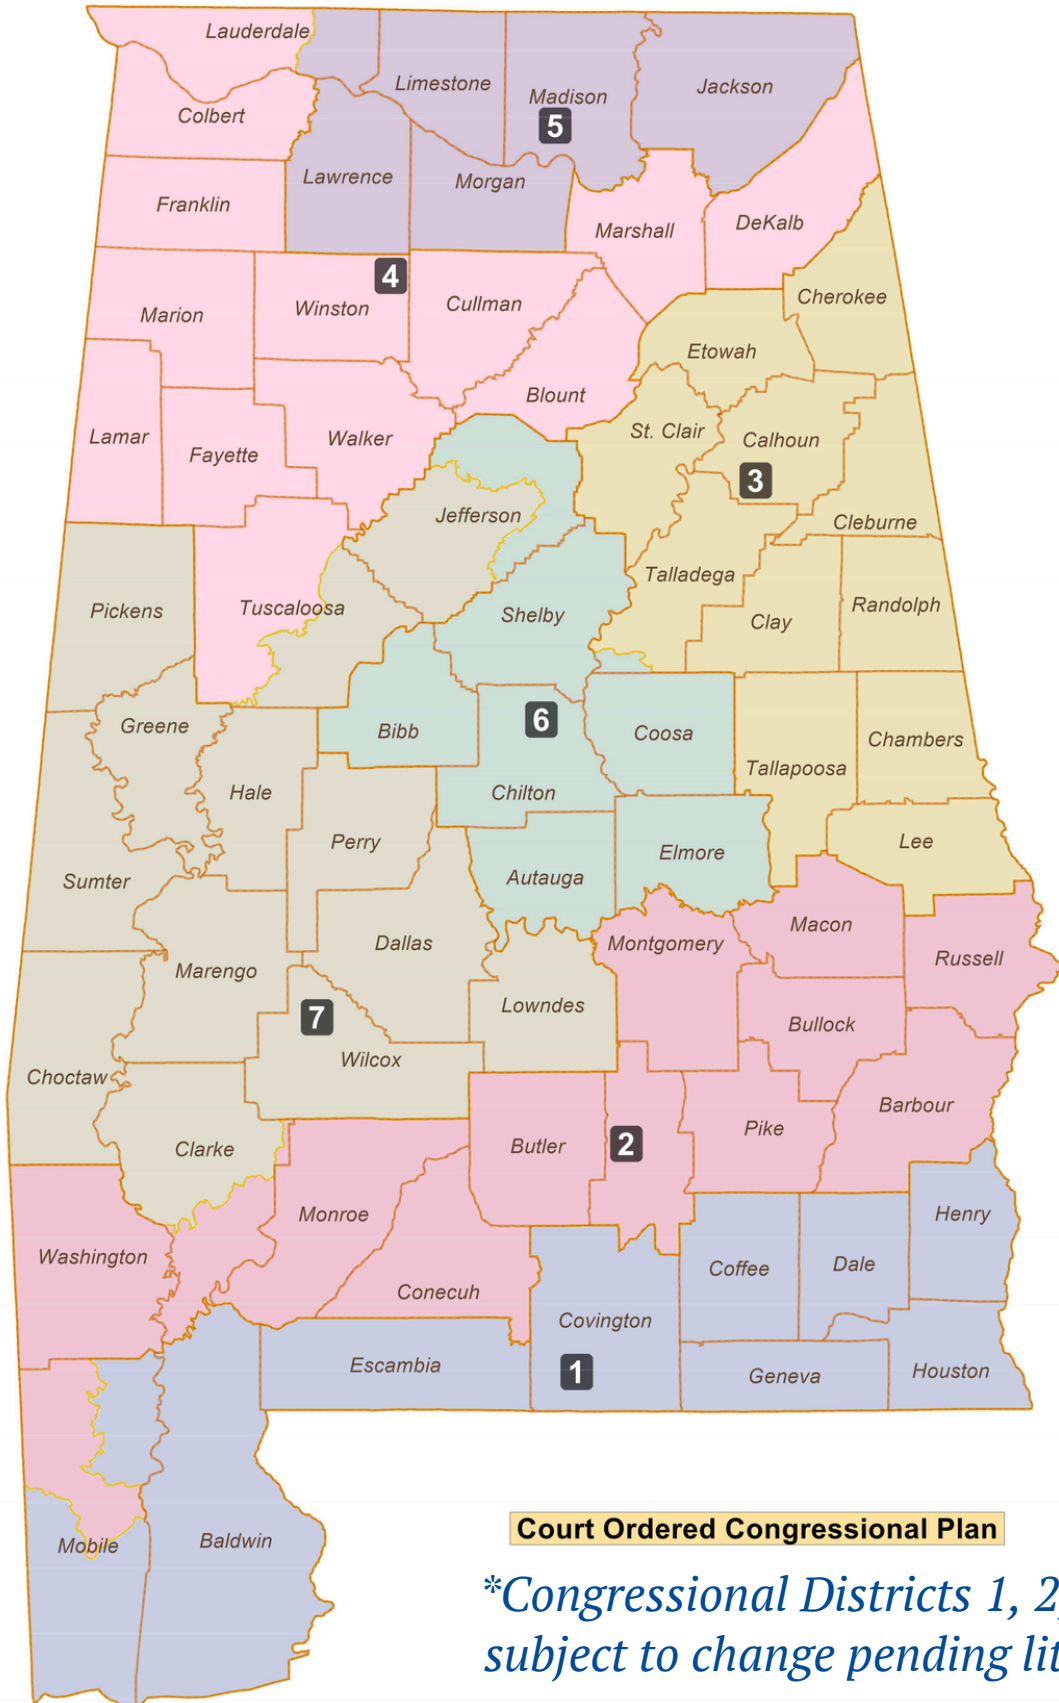 Lauderdale
Limestone
Madison
Jackson
Colbert
5
Lawrence
Morgan
Franklin
Marshall
DeKalb
4
Marion
Winston
Cullman
Cherokee
Etowah
Blount
Lamar
Fayette
Walker
St. Clair
Calhoun
3
Jefferson
Cleburne
Pickens
Tuscaloosa
Shelby
Talladega
Clay
Randolph
Greene
Bibb
6
Coosa
Chambers
Tallapoosa
Hale
Chilton
Perry
Lee
Sumter
Autauga
Elmore
Dallas
Montgomery
Macon
Marengo
Russell
7
Lowndes
Bullock
Choctaw
Wilcox
Barbour
Clarke
Butler
2
Pike
Monroe
Henry
Washington
Coffee
Dale
Conecuh
Covington
Escambia
1
Geneva
Houston
Mobile
Baldwin
Court Ordered Congressional Plan
*Congressional Districts 1, 2,
subject to change pending lit